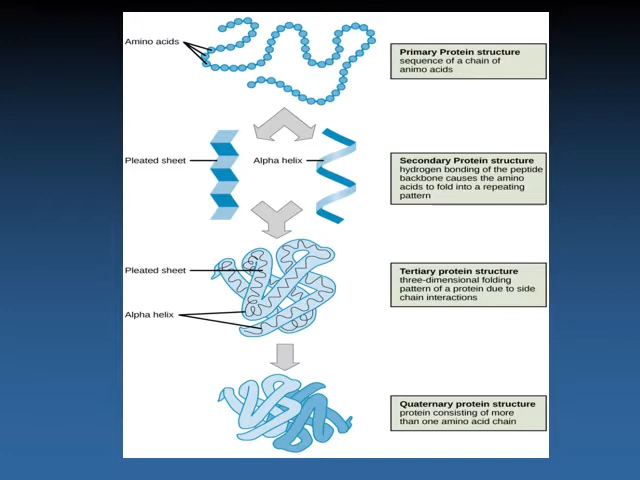 Amino acids
Primary Protein structure
sequence of a chain of
animo acids
Pleated sheet
Alpha helix
Secondary Protein structure
hydrogen bonding of the peptide
backbone causes the amino
acids to fold into a repeating
pattern
Pleated sheet
Alpha helix
Tertiary protein structure
three-dimensional folding
pattern of a protein due to side
chain interactions
Quaternary protein structure
protein consisting of more
than one amino acid chain